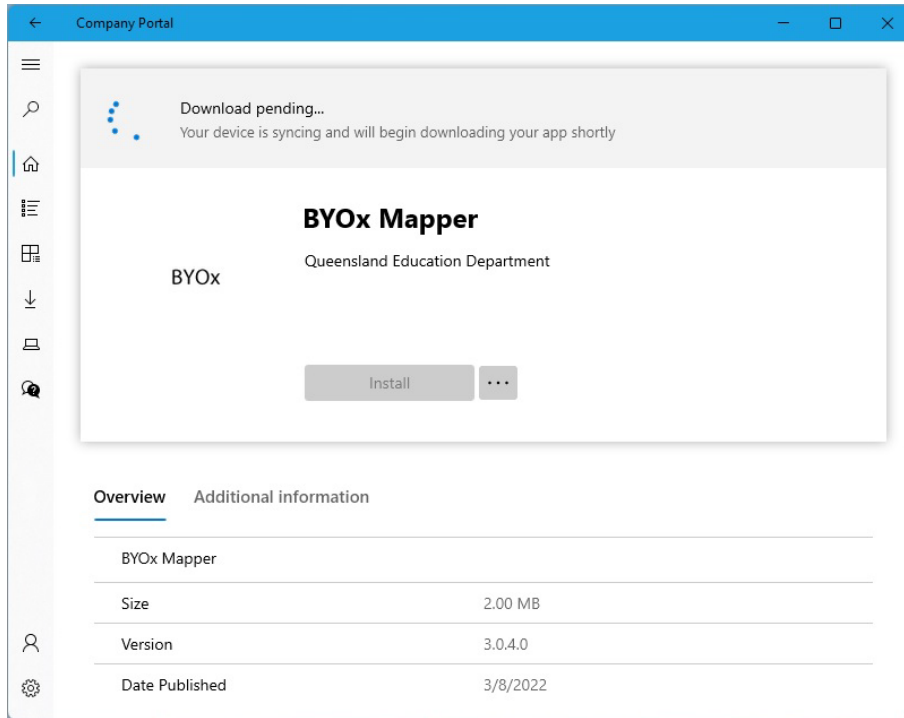 Company Portal
Download pending...
Your device is syncing and will begin downloading your app shortly
BYOx
BYOx Mapper
Queensland Education Department
Install
Overview Additional information
BYOx Mapper
Size 2.00 MB
Version 3.0.4.0
Date Published 3/8/2022